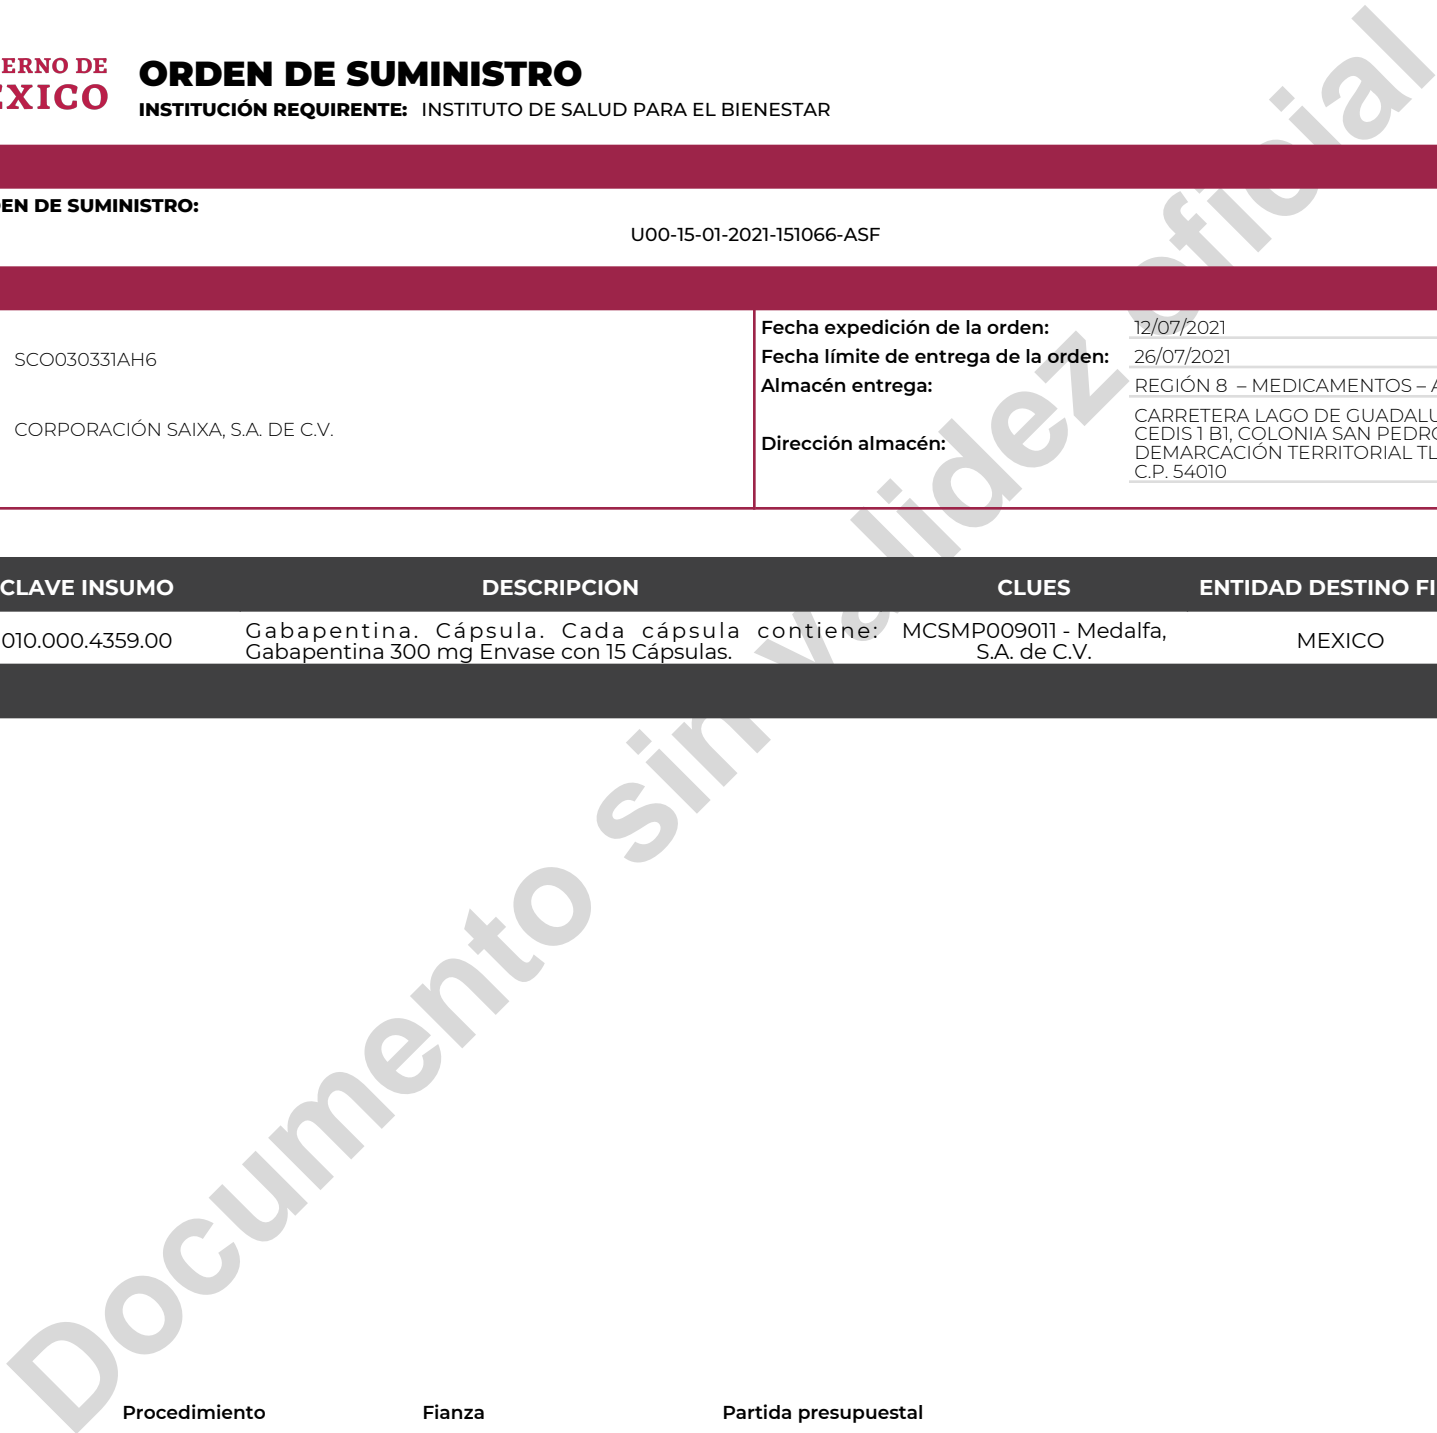 ERNO DE
EXICO
ORDEN DE SUMINISTRO
INSTITUCIÓN REQUIRENTE: INSTITUTO DE SALUD PARA EL BIENESTAR
EN DE SUMINISTRO:
U00-15-01-2021-151066-ASF
SCO030331AH6
CORPORACIÓN SAIXA, S.A. DE C.V.
Fecha expedición de la orden: 12/07/2021
Fecha límite de entrega de la orden: 26/07/2021
Almacén entrega: REGIÓN 8 – MEDICAMENTOS – A
Dirección almacén:
CARRETERA LAGO DE GUADALU
CEDIS 1 B1, COLONIA SAN PEDRO
DEMARCACIÓN TERRITORIAL TL
C.P. 54010
CLAVE INSUMO DESCRIPCION CLUES ENTIDAD DESTINO FI
010.000.4359.00
Gabapentina. Cápsula. Cada cápsula contiene:
Gabapentina 300 mg Envase con 15 Cápsulas.
MCSMP009011 - Medalfa,
S.A. de C.V.
MEXICO
Documento sin validez oficial
Procedimiento Fianza Partida presupuestal